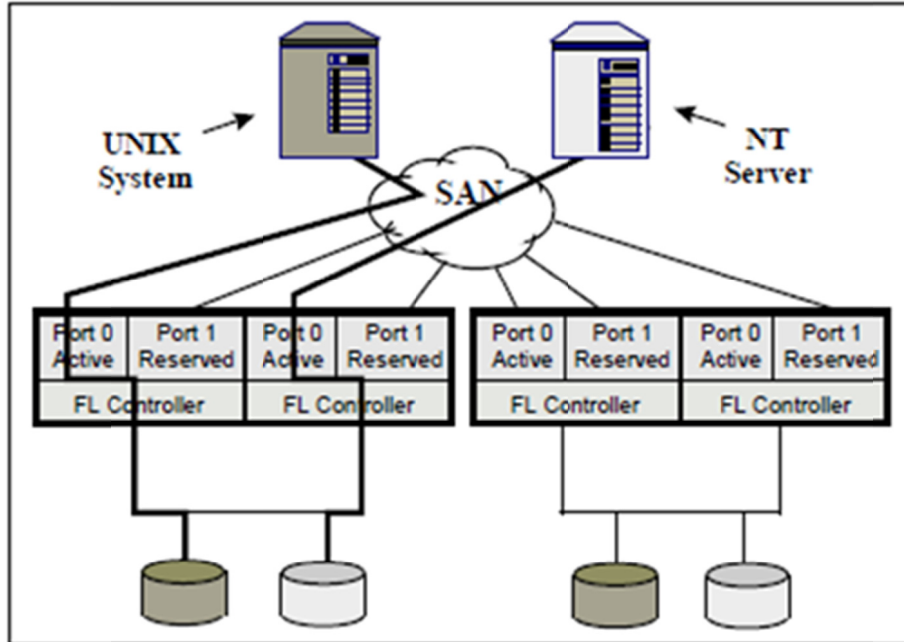 UNIX
System
NT
Server
SAN
Port 0
Active
Port 1
Reserved
Port 0
Active
Port 1
Reserved
FL Controller
FL Controller
Port 0
Active
Port 1
Reserved
Port 0
Active
Port 1
Reserved
FL Controller
FL Controller